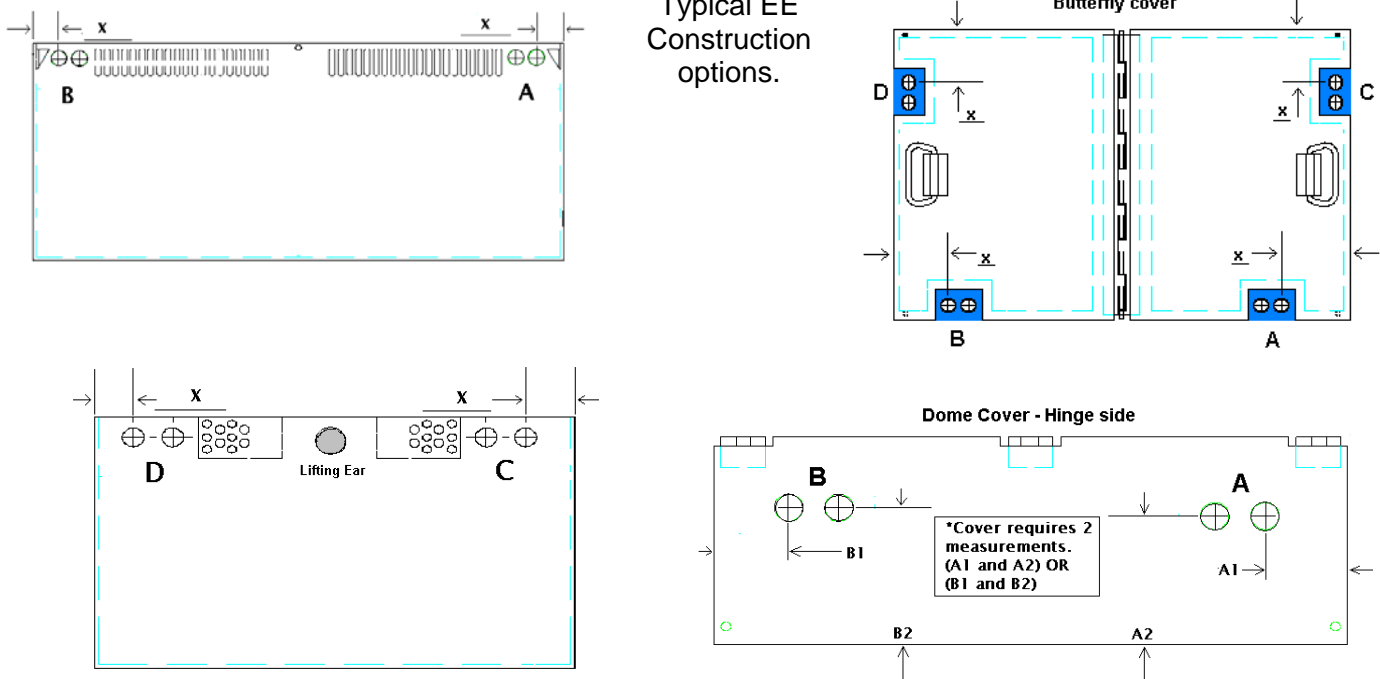 Typical EE
Construction
options.
Butterfly cover
x x
B A
D C
x x
x x
B A
X X
D C
Lifting Ear
Dome Cover - Hinge side
B A
*Cover requires 2
measurements.
(A1 and A2) OR
(B1 and B2)
B1 A1
B2 A2